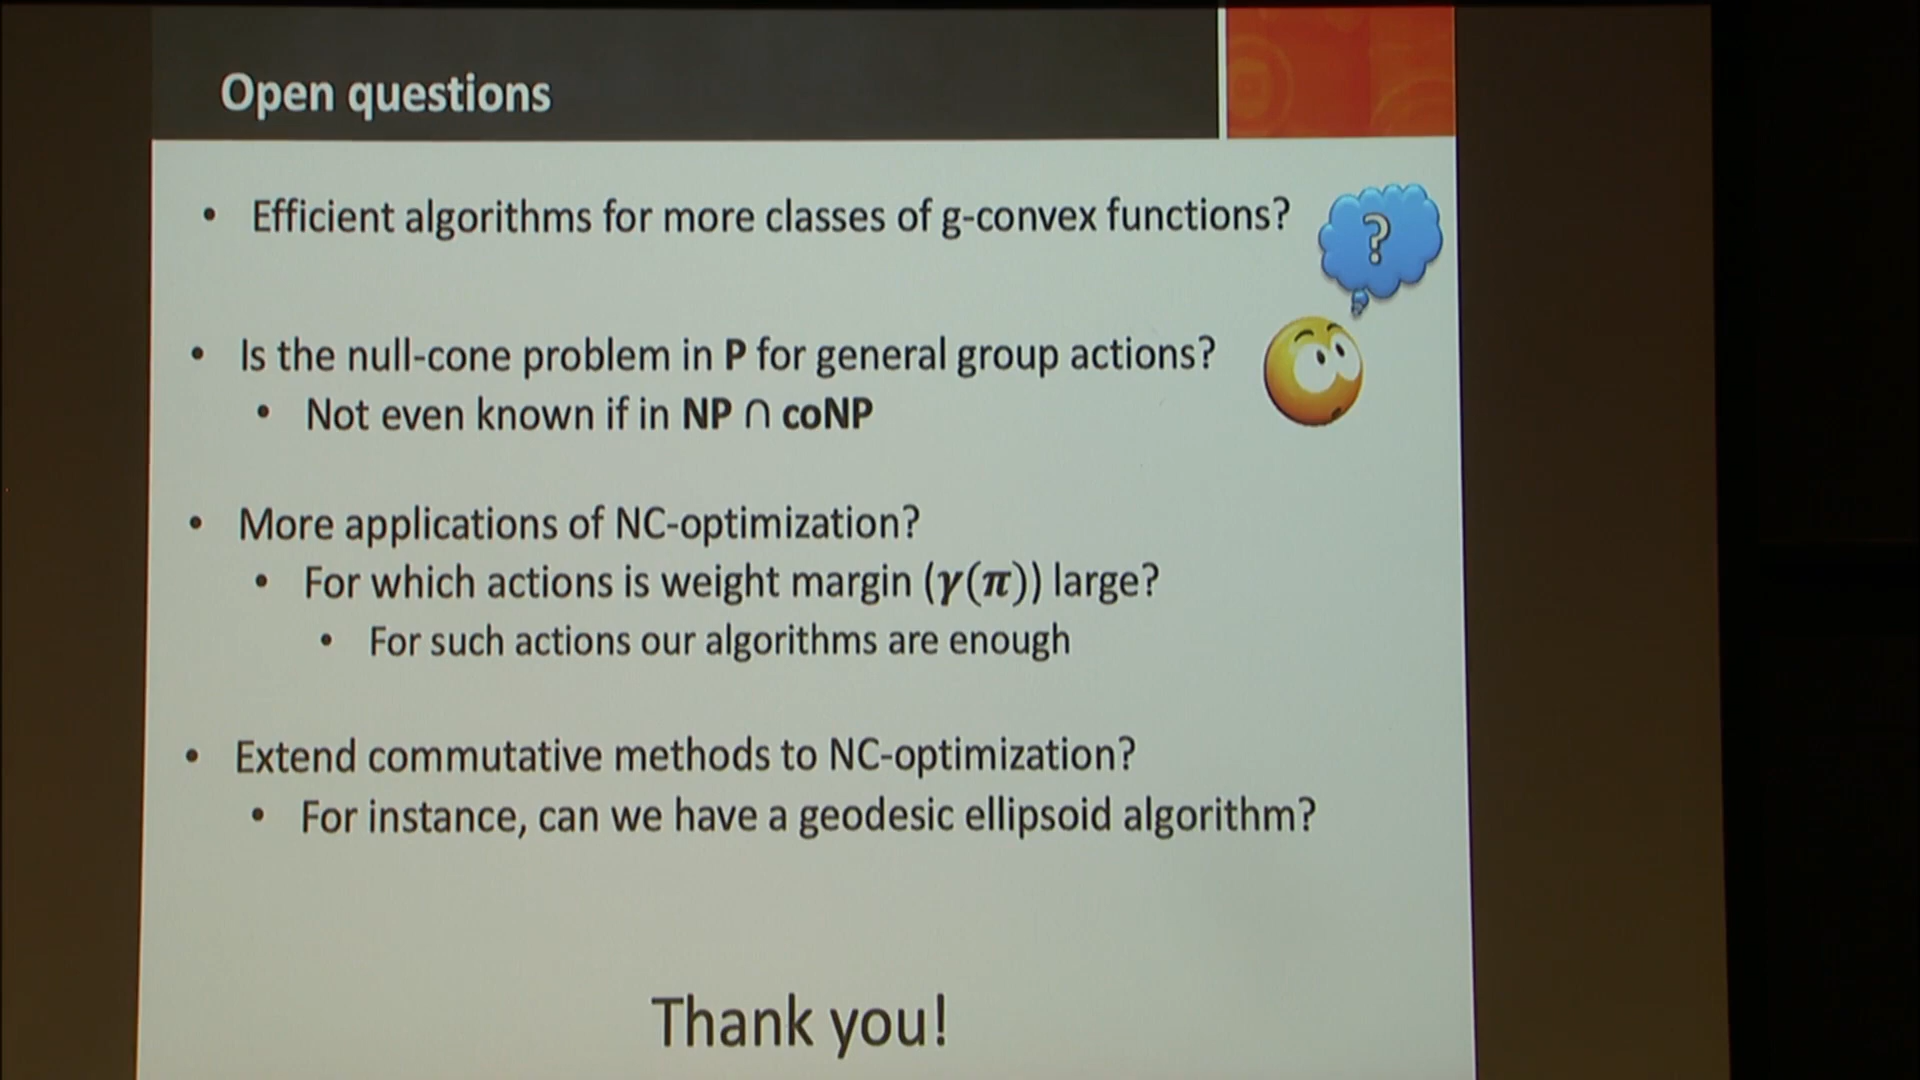 Open questions
• Efficient algorithms for more classes of g-convex functions?
?
• Is the null-cone problem in P for general group actions?
• Not even known if in NP ∩ coNP
• More applications of NC-optimization?
• For which actions is weight margin (γ(π)) large?
• For such actions our algorithms are enough
• Extend commutative methods to NC-optimization?
• For instance, can we have a geodesic ellipsoid algorithm?
Thank you!